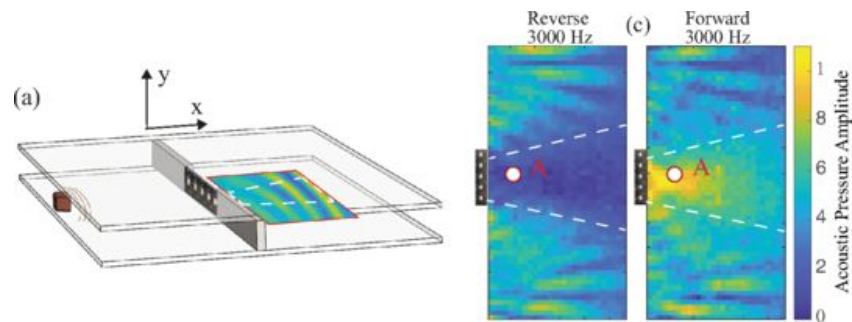 (a)
y
x
Reverse
3000 Hz
(c)
Forward
3000 Hz
A
A
1
8
6
4
2
0
Acoustic Pressure Amplitude